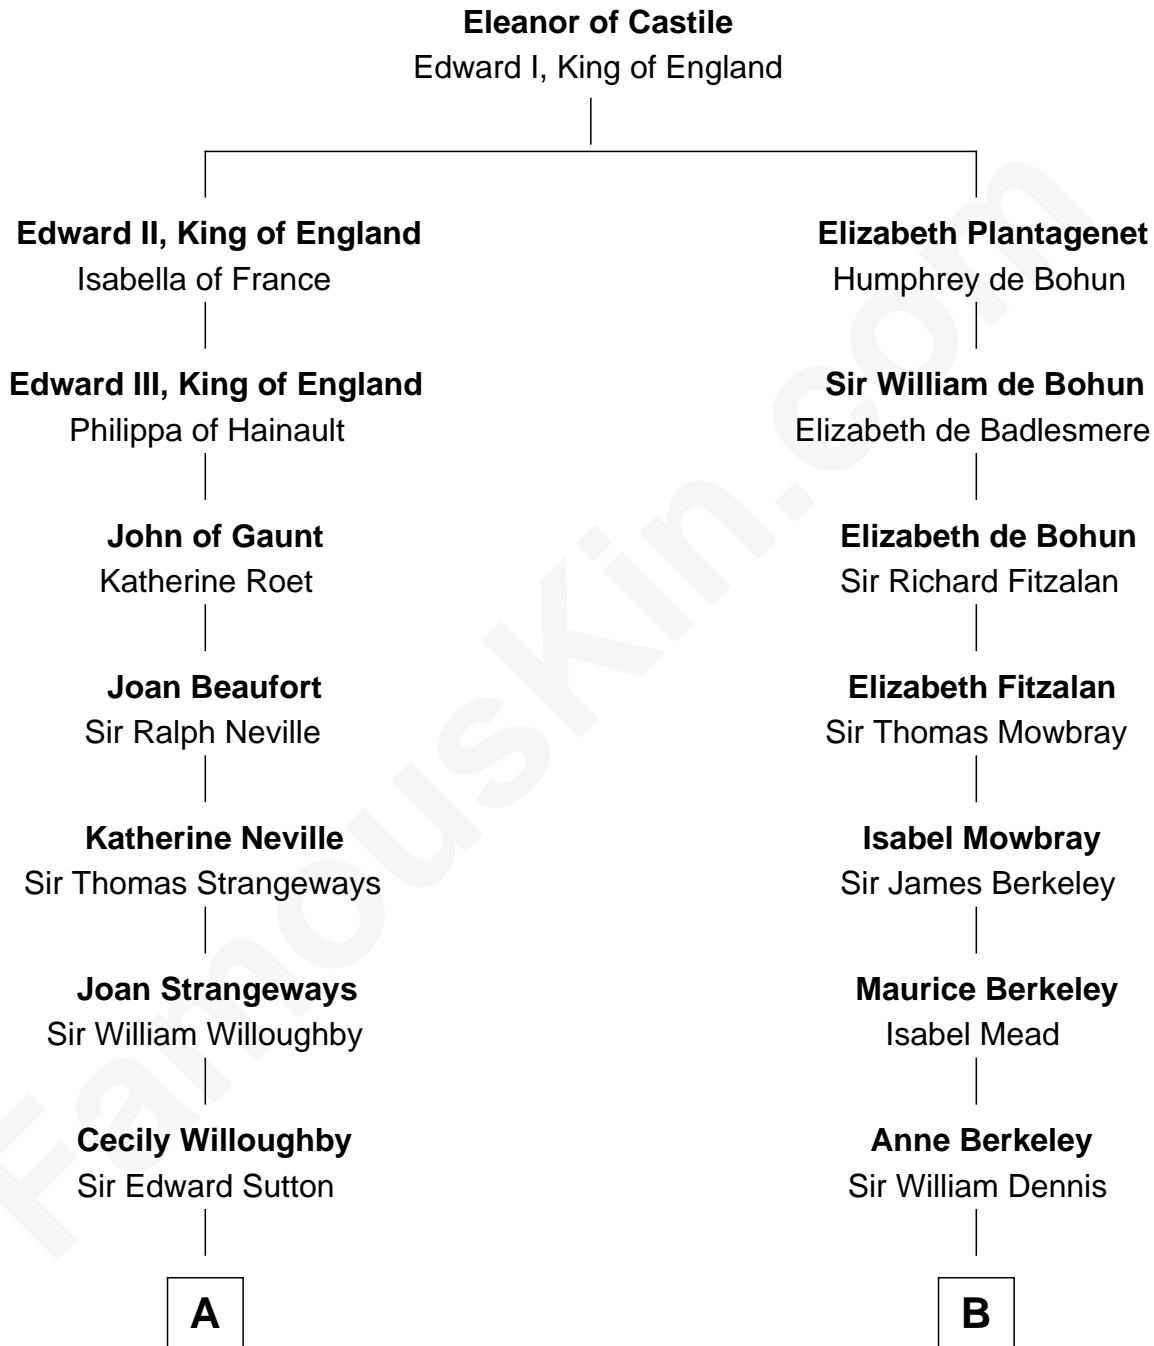 Eleanor of Castile
Edward I, King of England
Edward II, King of England
Isabella of France
Edward III, King of England
Philippa of Hainault
John of Gaunt
Katherine Roet
Joan Beaufort
Sir Ralph Neville
Katherine Neville
Sir Thomas Strangeways
Joan Strangeways
Sir William Willoughby
Cecily Willoughby
Sir Edward Sutton
A
Elizabeth Plantagenet
Humphrey de Bohun
Sir William de Bohun
Elizabeth de Badlesmere
Elizabeth de Bohun
Sir Richard Fitzalan
Elizabeth Fitzalan
Sir Thomas Mowbray
Isabel Mowbray
Sir James Berkeley
Maurice Berkeley
Isabel Mead
Anne Berkeley
Sir William Dennis
B
FamousKin.com